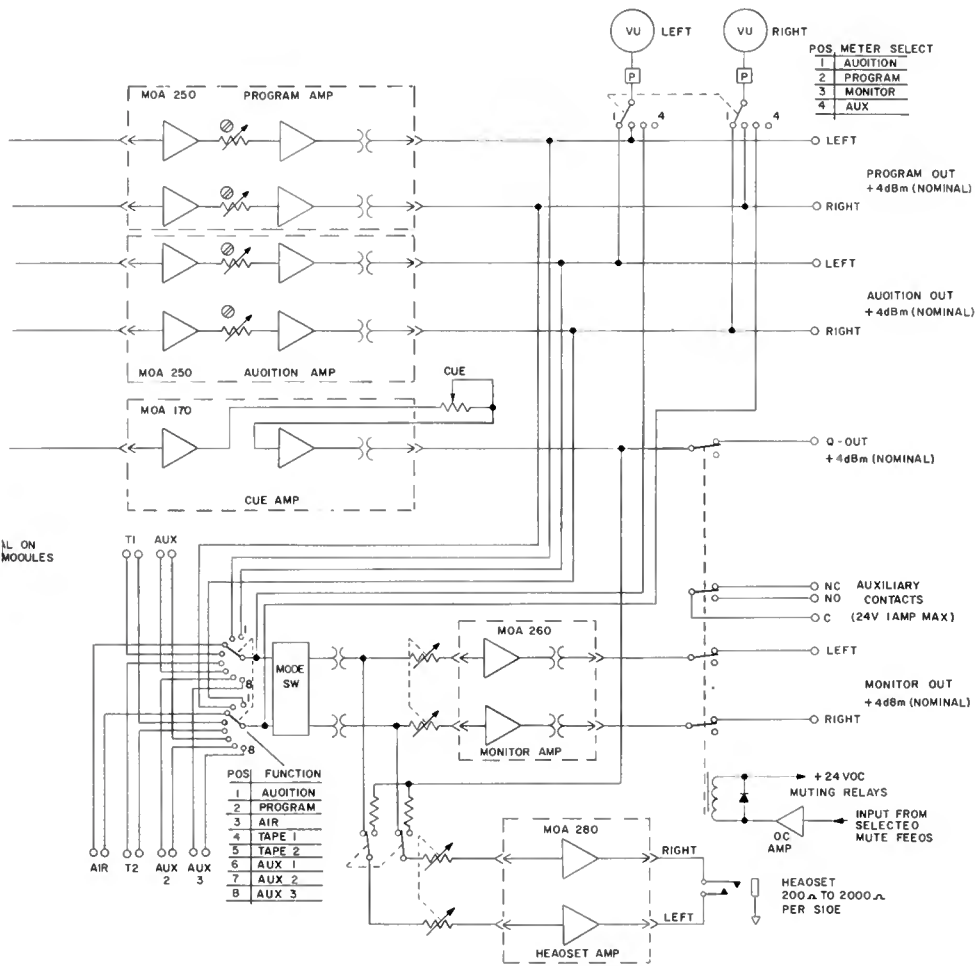 VU LEFT VU RIGHT
POS METER SELECT
1 AUOITION
2 PROGRAM
3 MONITOR
4 AUX
P P
4 4
MOA 250 PROGRAM AMP
LEFT
PROGRAM OUT
+4dBm (NOMINAL)
RIGHT
LEFT
AUOITION OUT
+4dBm (NOMINAL)
RIGHT
MOA 250 AUOITION AMP
CUE
MOA 170
Q-OUT
+4dBm (NOMINAL)
CUE AMP
AL ON
MOOULES
T1 AUX
NC AUXILIARY
NO CONTACTS
C (24V 1AMP MAX)
1
MOA 260
LEFT
MODE
SW
8
1
MONITOR OUT
+4dBm (NOMINAL)
RIGHT
8
MONITOR AMP
POS FUNCTION
1 AUOITION
2 PROGRAM
3 AIR
4 TAPE 1
5 TAPE 2
6 AUX 1
7 AUX 2
8 AUX 3
+24VOC
MUTING RELAYS
INPUT FROM
SELECTEO
MUTE FEEOS
OC
AMP
MOA 280
AIR T2 AUX 2 AUX 3
RIGHT
HEAOSET
200Ω TO 2000Ω
PER SIOE
LEFT
HEAOSET AMP